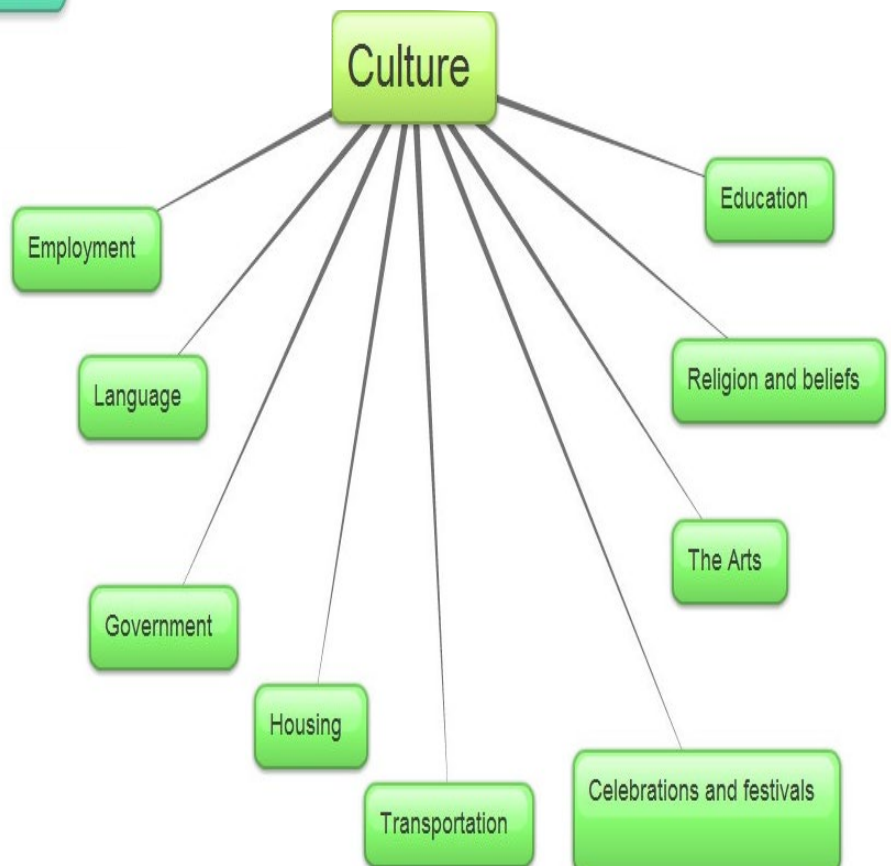 Culture
Education
Employment
Religion and beliefs
Language
The Arts
Government
Housing
Celebrations and festivals
Transportation